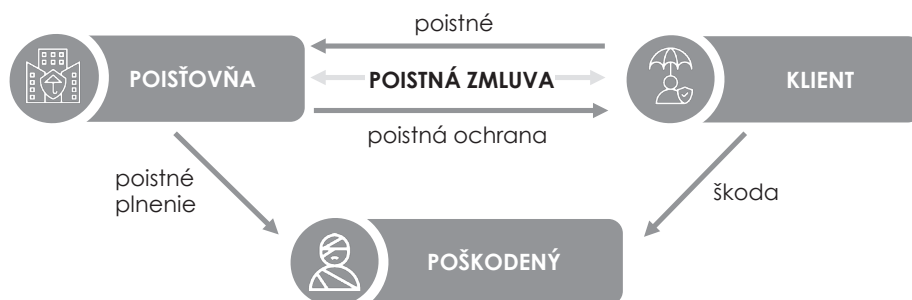 poistné
POISŤOVŇA
POISTNÁ ZMLUVA
KLIENT
poistná ochrana
poistné
plnenie
škoda
POŠKODENÝ